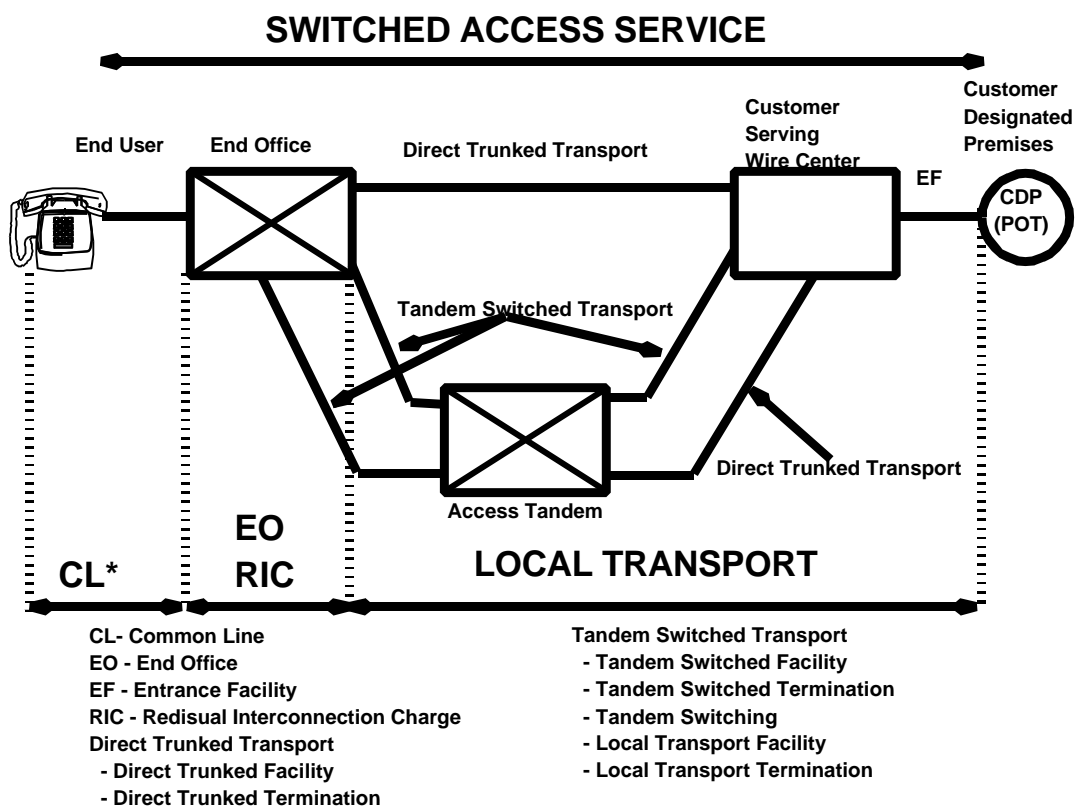 SWITCHED ACCESS SERVICE
Customer
Designated
Premises
Customer
Serving
Wire Center
End User
End Office
Direct Trunked Transport
EF
CDP
(POT)
Tandem Switched Transport
Direct Trunked Transport
Access Tandem
EO
RIC
CL*
LOCAL TRANSPORT
CL- Common Line
EO - End Office
EF - Entrance Facility
RIC - Redisual Interconnection Charge
Direct Trunked Transport
- Direct Trunked Facility
- Direct Trunked Termination
Tandem Switched Transport
- Tandem Switched Facility
- Tandem Switched Termination
- Tandem Switching
- Local Transport Facility
- Local Transport Termination